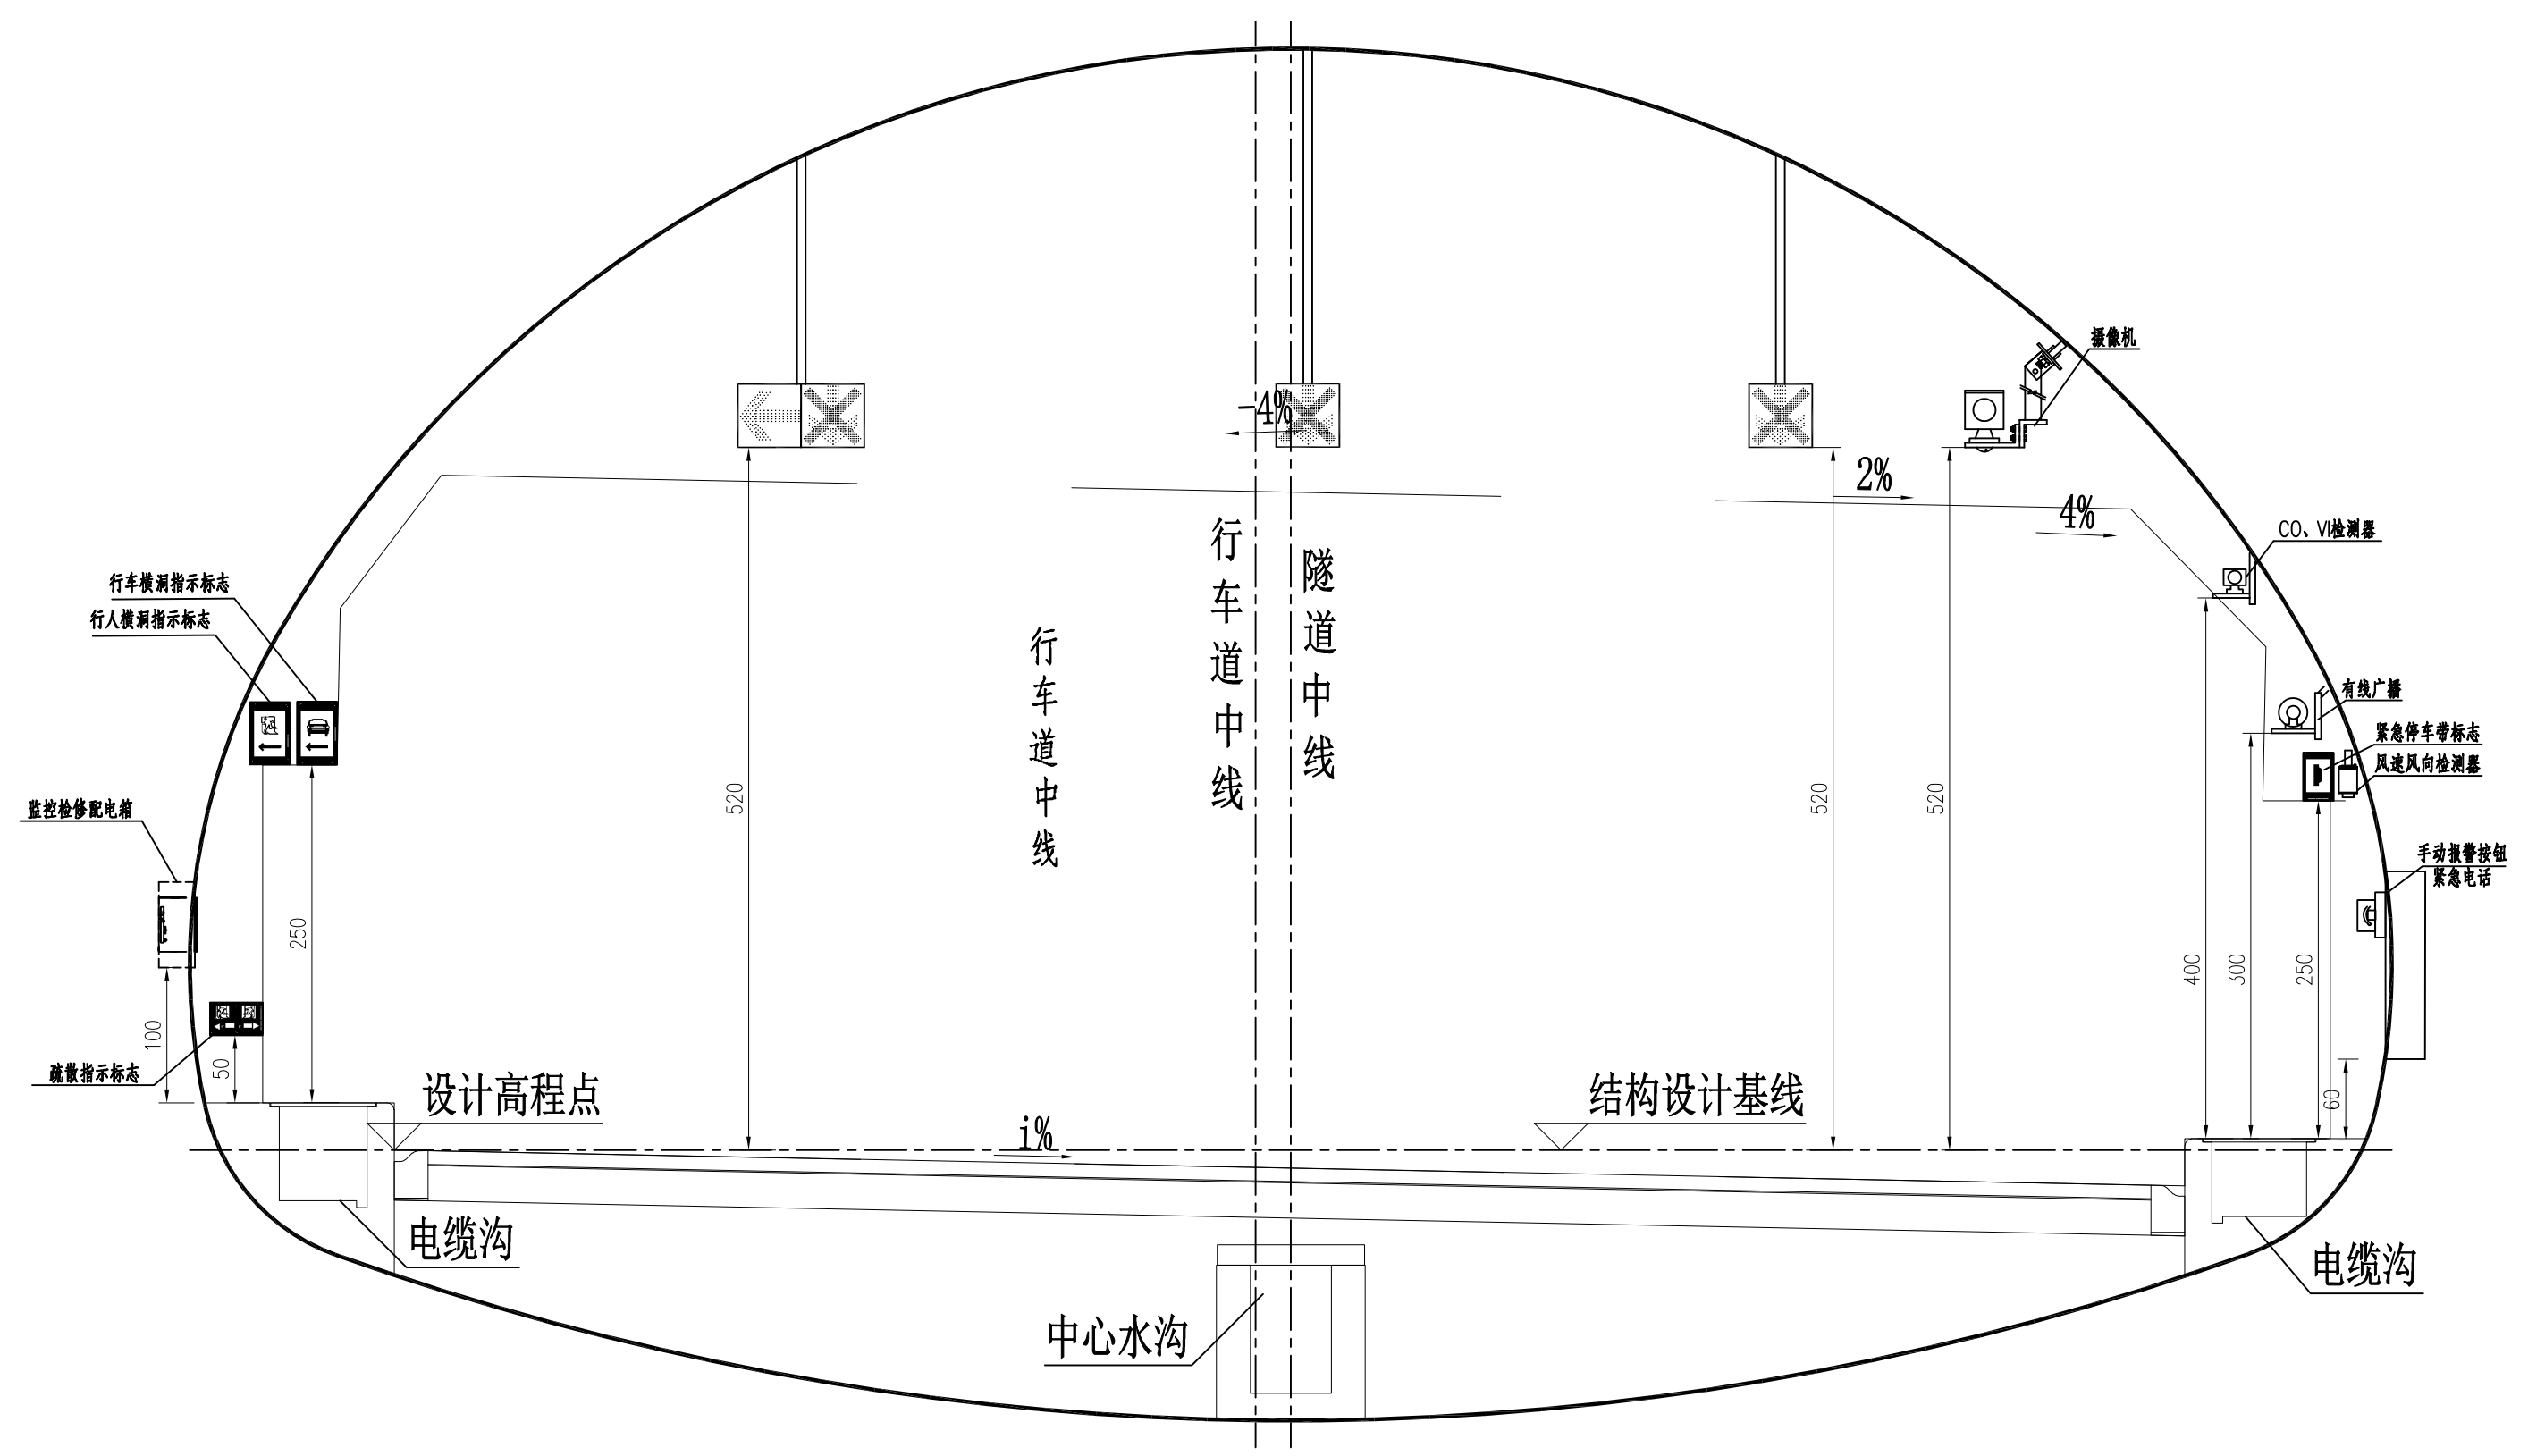 摄像机
-4%
2%
4%
CO、VI检测器
行车横洞指示标志
行人横洞指示标志
行车道中线
隧道中线
行车道中线
有线广播
紧急停车带标志
风速风向检测器
监控检修配电箱
520
520
520
手动报警按钮
紧急电话
250
400
300
250
100
50
60
疏散指示标志
设计高程点
结构设计基线
i%
电缆沟
电缆沟
中心水沟